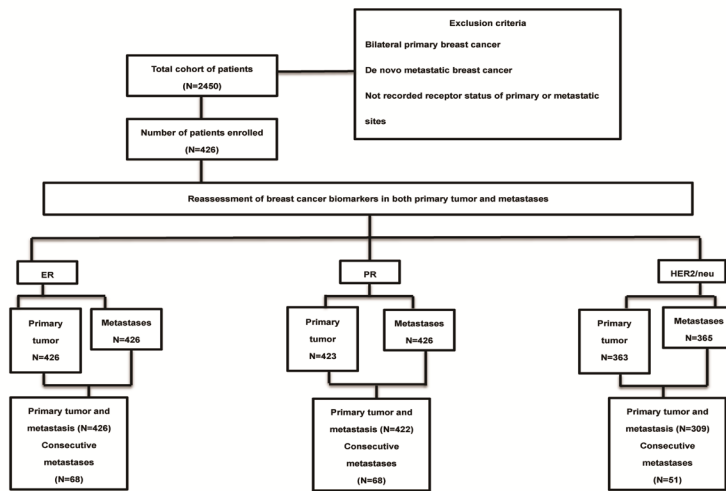 Exclusion criteria
Bilateral primary breast cancer
De novo metastatic breast cancer
Not recorded receptor status of primary or metastatic
sites
Total cohort of patients
(N=2450)
Number of patients enrolled
(N=426)
Reassessment of breast cancer biomarkers in both primary tumor and metastases
ER
Primary
tumor
N=426
Metastases
N=426
Primary tumor and
metastasis (N=426)
Consecutive
metastases
(N=68)
PR
Primary
tumor
N=423
Metastases
N=426
Primary tumor and
metastasis (N=422)
Consecutive
metastases
(N=68)
HER2/neu
Primary
tumor
N=363
Metastases
N=365
Primary tumor and
metastasis (N=309)
Consecutive
metastases
(N=51)